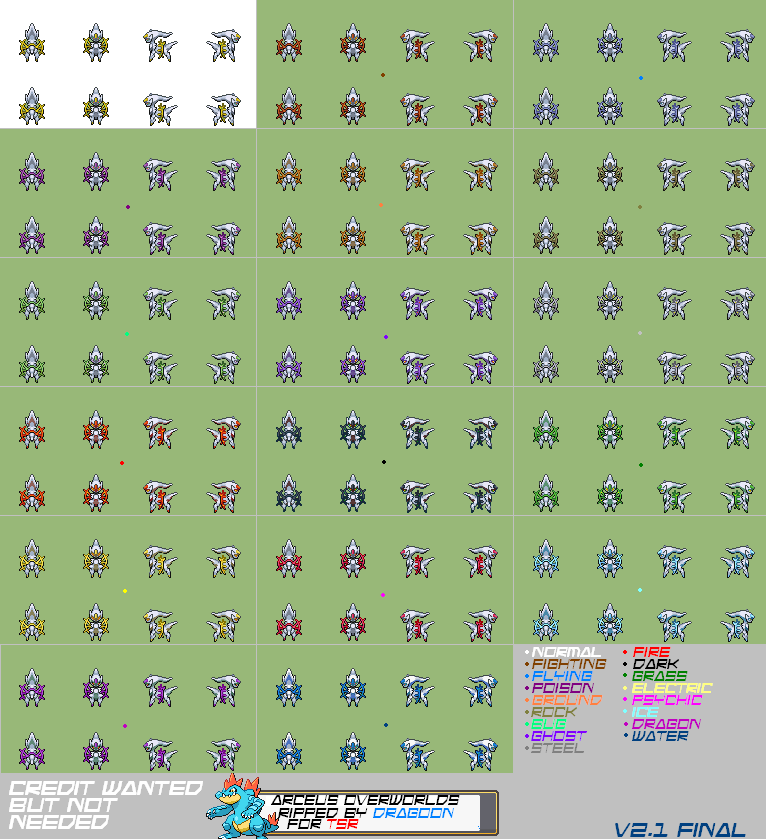 NORMAL
FIGHTING
FLYING
POISON
GROUND
ROCK
BUG
GHOST
STEEL
FIRE
DARK
GRASS
ELECTRIC
PSYCHIC
ICE
DRAGON
WATER
CREDIT WANTED
BUT NOT
NEEDED
ARCEUS OVERWORLDS
RIPPED BY DRAGOON
FOR TSR
V2.1 FINAL